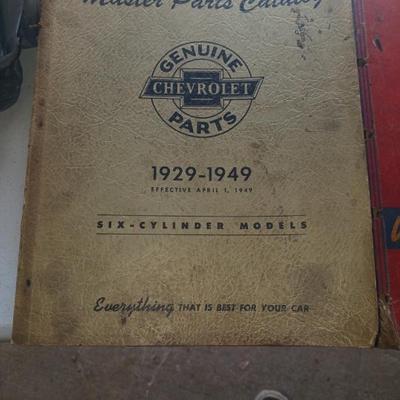 Master Parts Catalog
GENUINE
CHEVROLET
PARTS
1929-1949
EFFECTIVE APRIL 1, 1949
SIX-CYLINDER MODELS
Everything THAT IS BEST FOR YOUR CAR